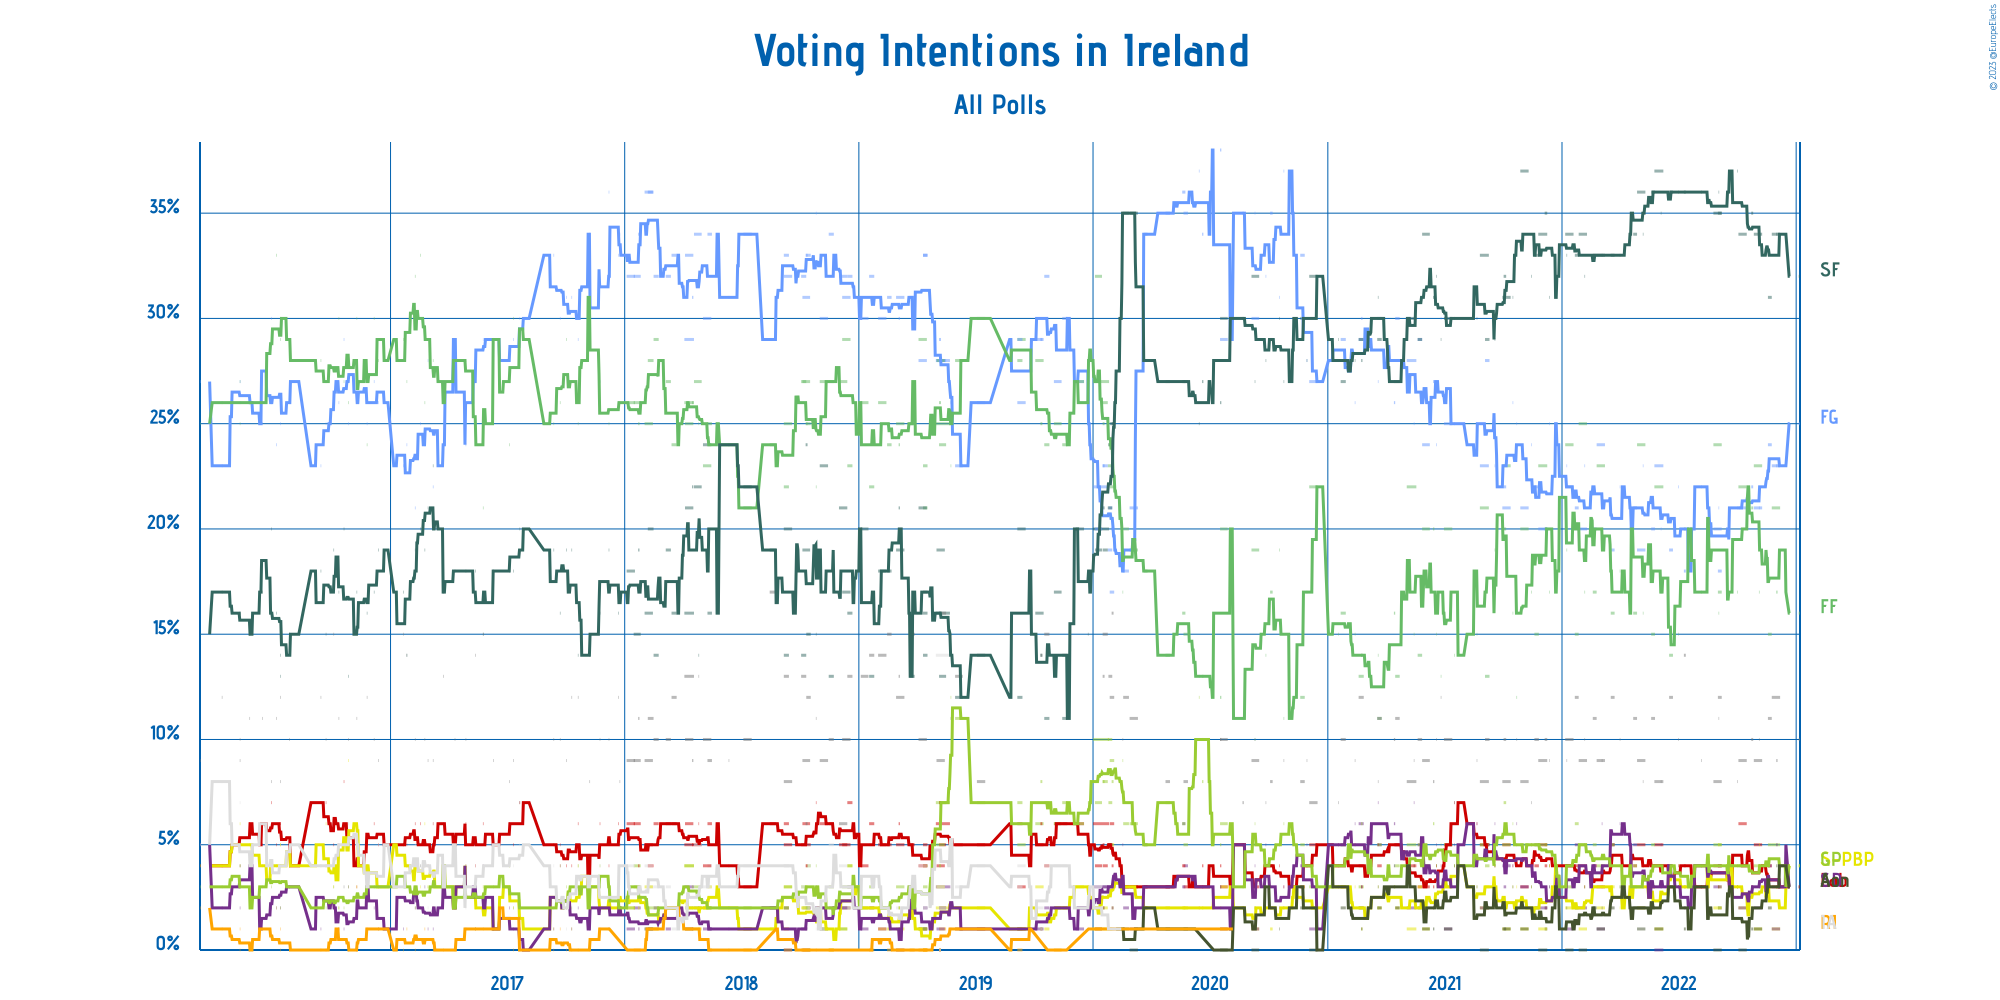 Voting Intentions in Ireland
All Polls
© 2023 @EuropeElects
35%
30%
25%
20%
15%
10%
5%
0%
SF
FG
FF
2017
2018
2019
2020
2021
2022